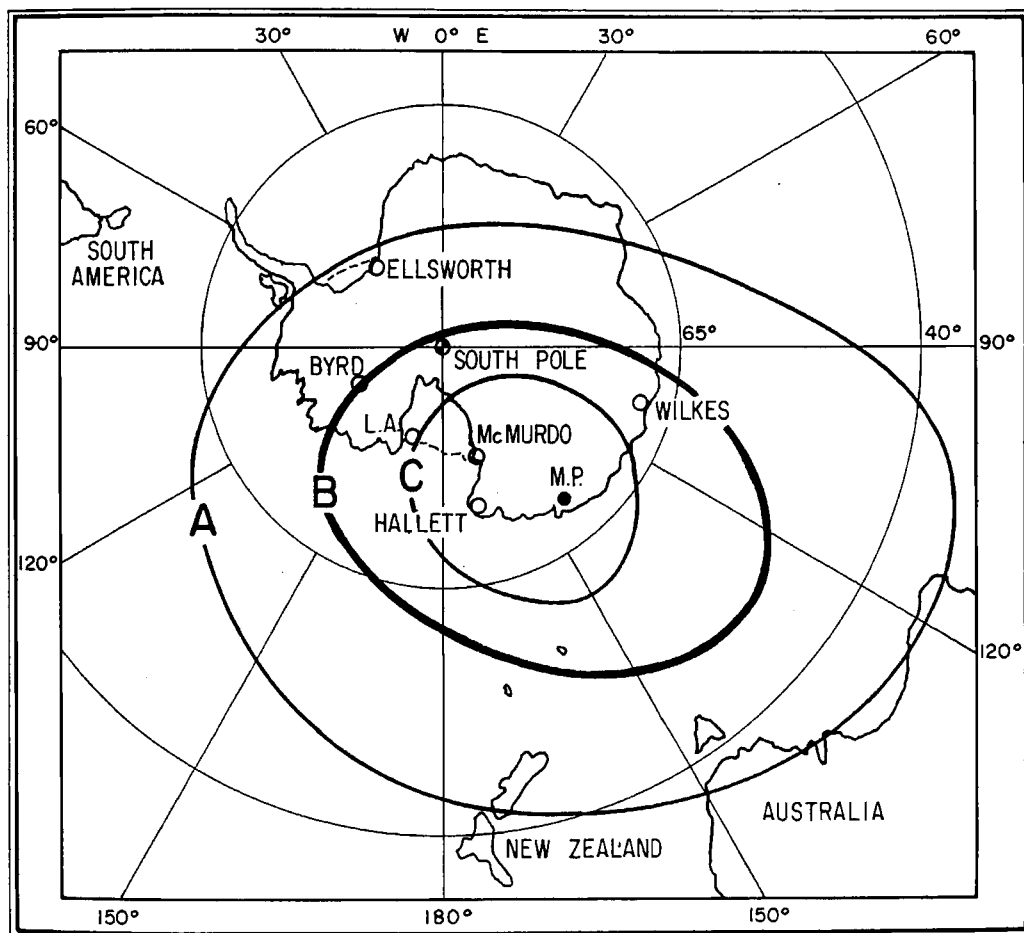 30° W 0° E 30° 60°
60°
SOUTH
AMERICA
ELLSWORTH
90° 65° 40° 90°
BYRD SOUTH POLE
WILKES
L.A. McMURDO
C M.P.
B
HALLETT
A
120°
120°
AUSTRALIA
NEW ZEALAND
150° 180° 150°